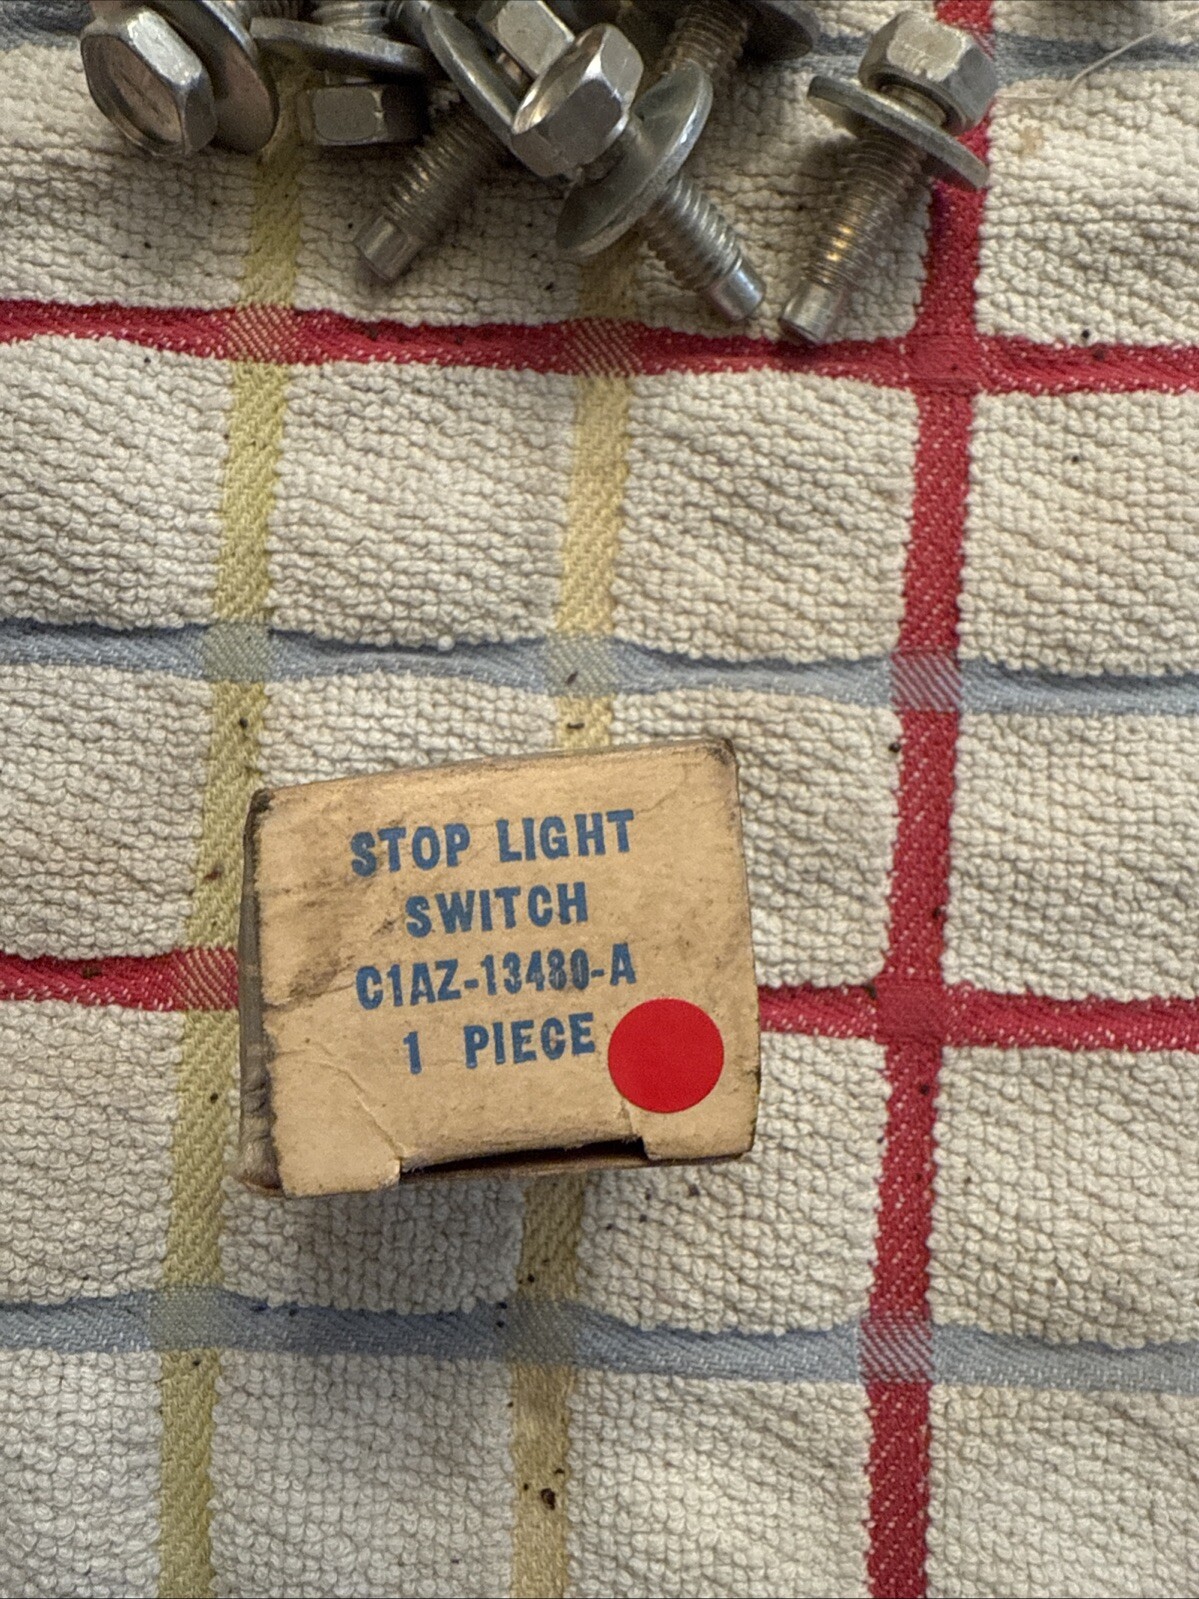 STOP LIGHT
SWITCH
C1AZ-13480-A
1 PIECE